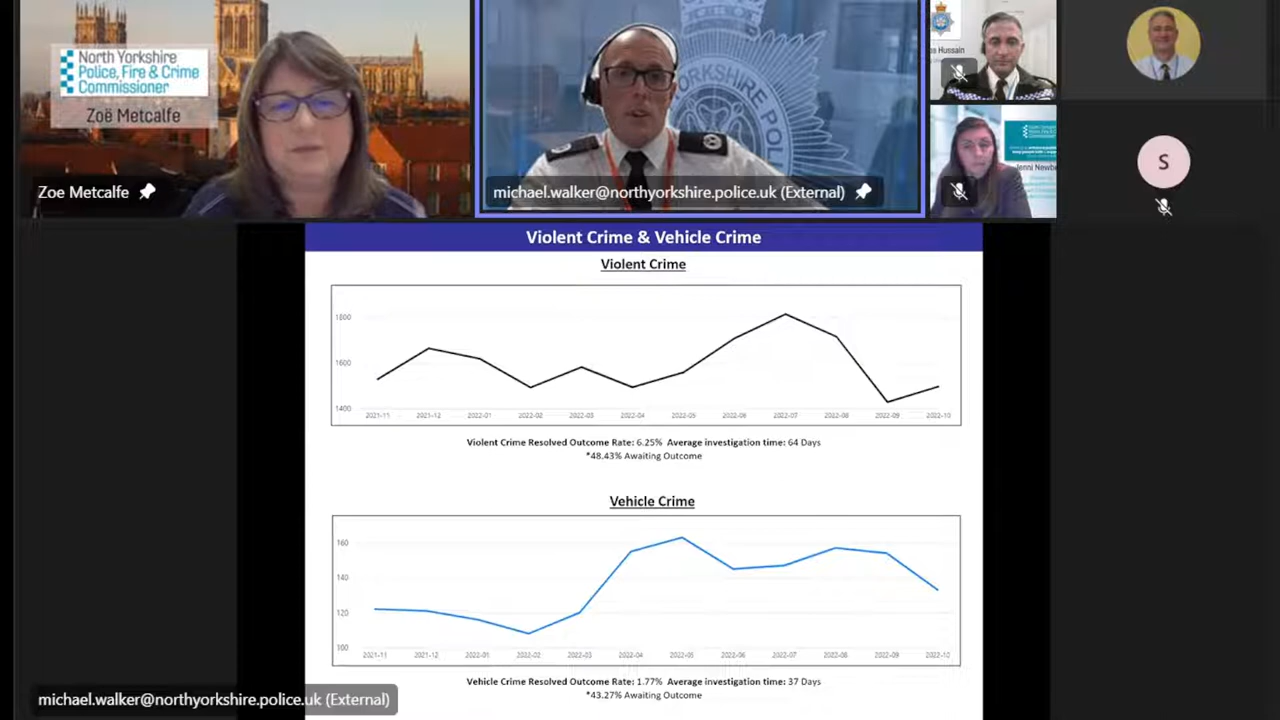 North Yorkshire
Police, Fire & Crime
Commissioner
Zoë Metcalfe
Zoe Metcalfe
michael.walker@northyorkshire.police.uk (External)
Hussain
S
Violent Crime & Vehicle Crime
Violent Crime
1800
1600
1400
2021-11 2021-12 2022-01 2022-02 2022-03 2022-04 2022-05 2022-06 2022-07 2022-08 2022-09 2022-10
Violent Crime Resolved Outcome Rate: 6.25% Average investigation time: 64 Days
*48.43% Awaiting Outcome
Vehicle Crime
160
140
120
100
2021-11 2021-12 2022-01 2022-02 2022-03 2022-04 2022-05 2022-06 2022-07 2022-08 2022-09 2022-10
Vehicle Crime Resolved Outcome Rate: 1.77% Average investigation time: 37 Days
*43.27% Awaiting Outcome
michael.walker@northyorkshire.police.uk (External)